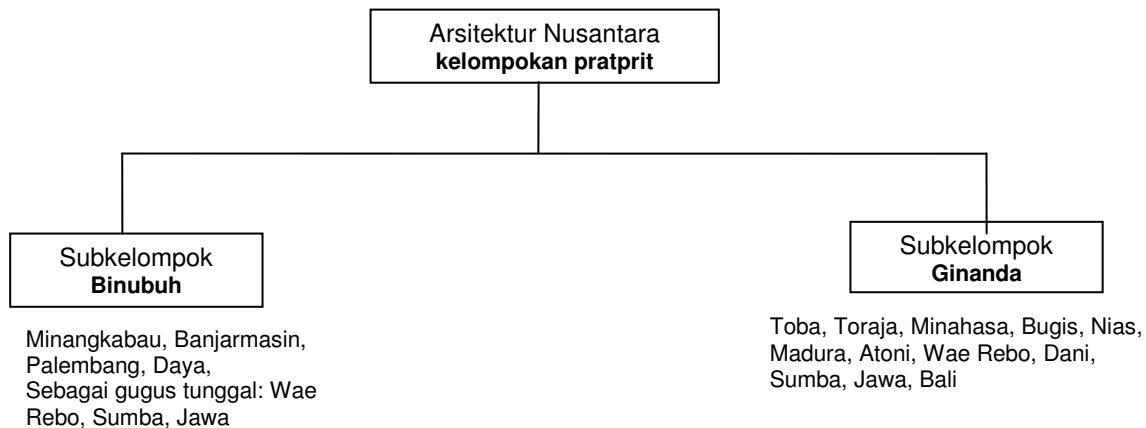 Arsitektur Nusantara
kelompokan pratprit
Subkelompok
Binubuh
Minangkabau, Banjarmasin,
Palembang, Daya,
Sebagai gugus tunggal: Wae
Rebo, Sumba, Jawa
Subkelompok
Ginanda
Toba, Toraja, Minahasa, Bugis, Nias,
Madura, Atoni, Wae Rebo, Dani,
Sumba, Jawa, Bali